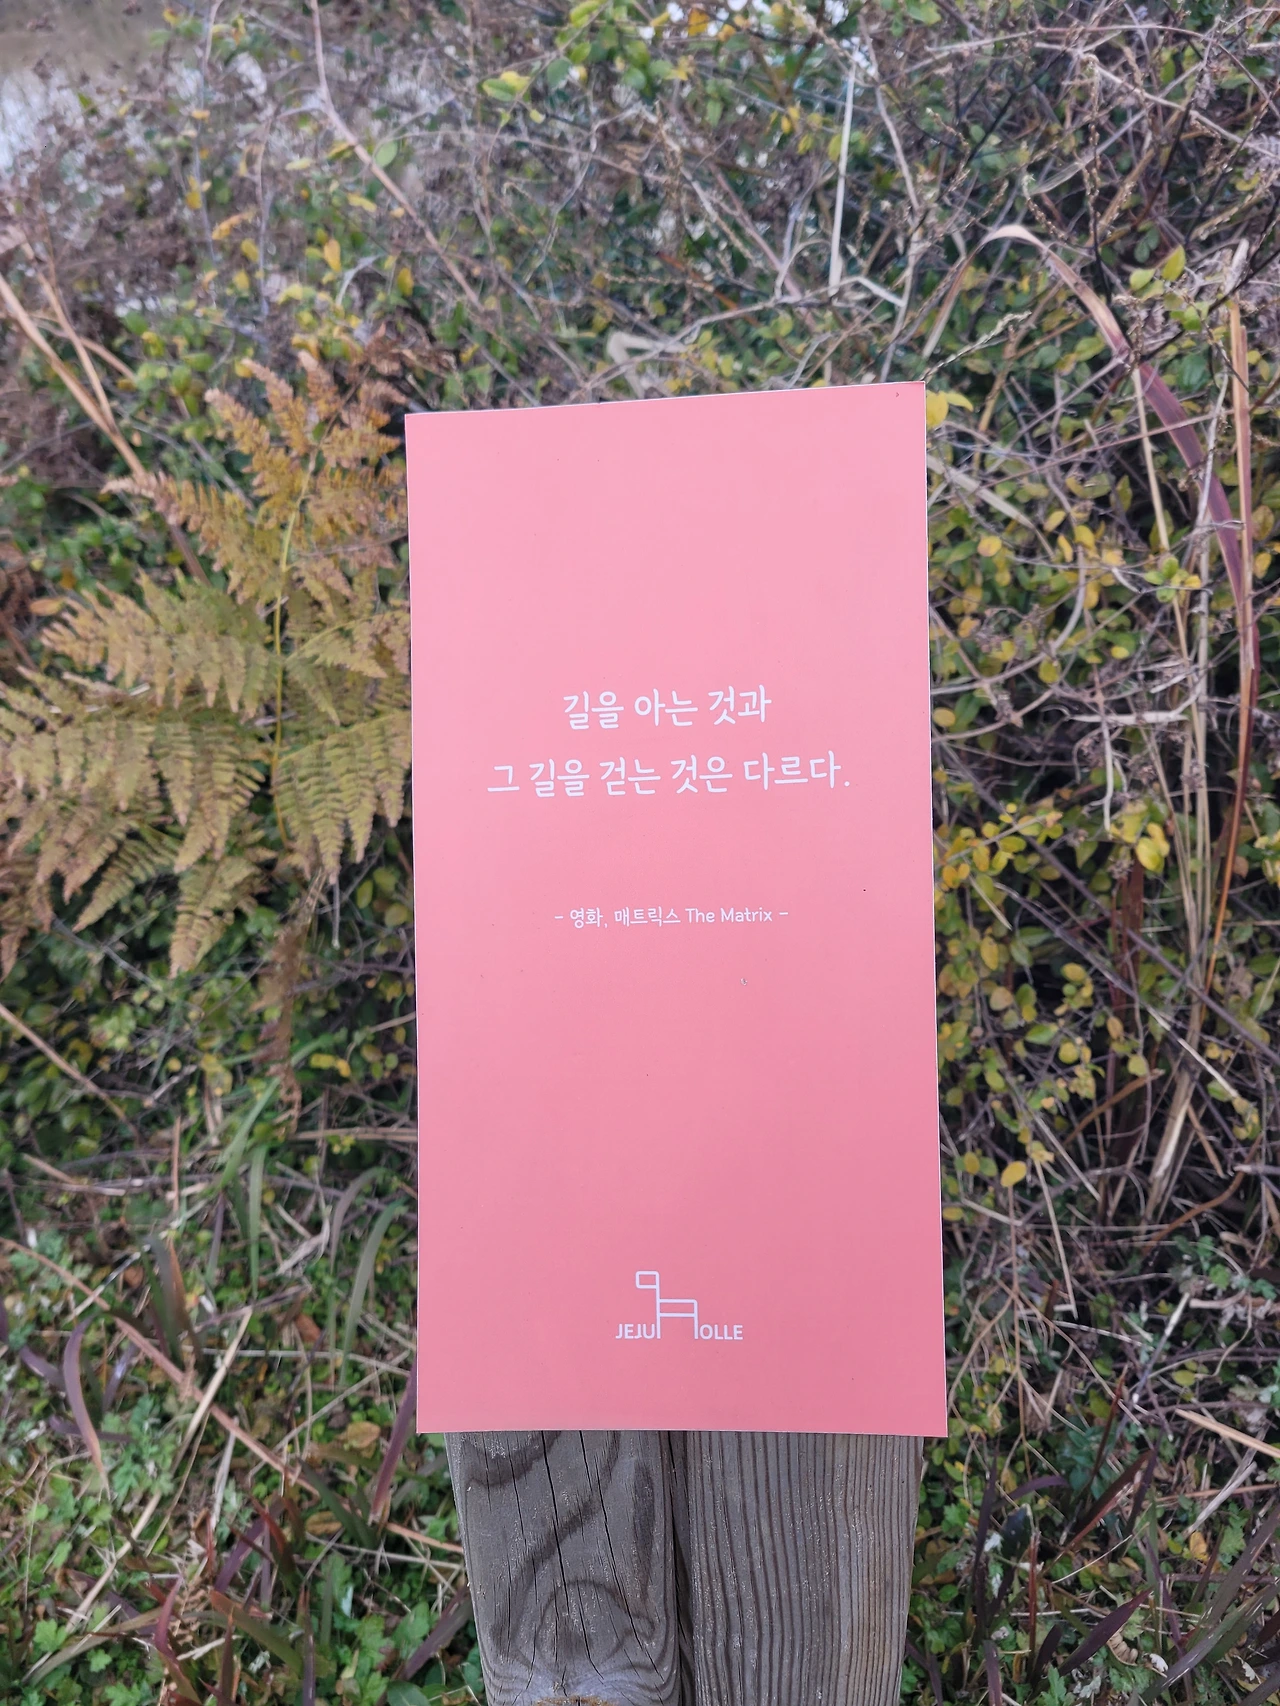 길을 아는 것과
그 길을 걷는 것은 다르다.
- 영화, 매트릭스 The Matrix -
JEJU OLLE